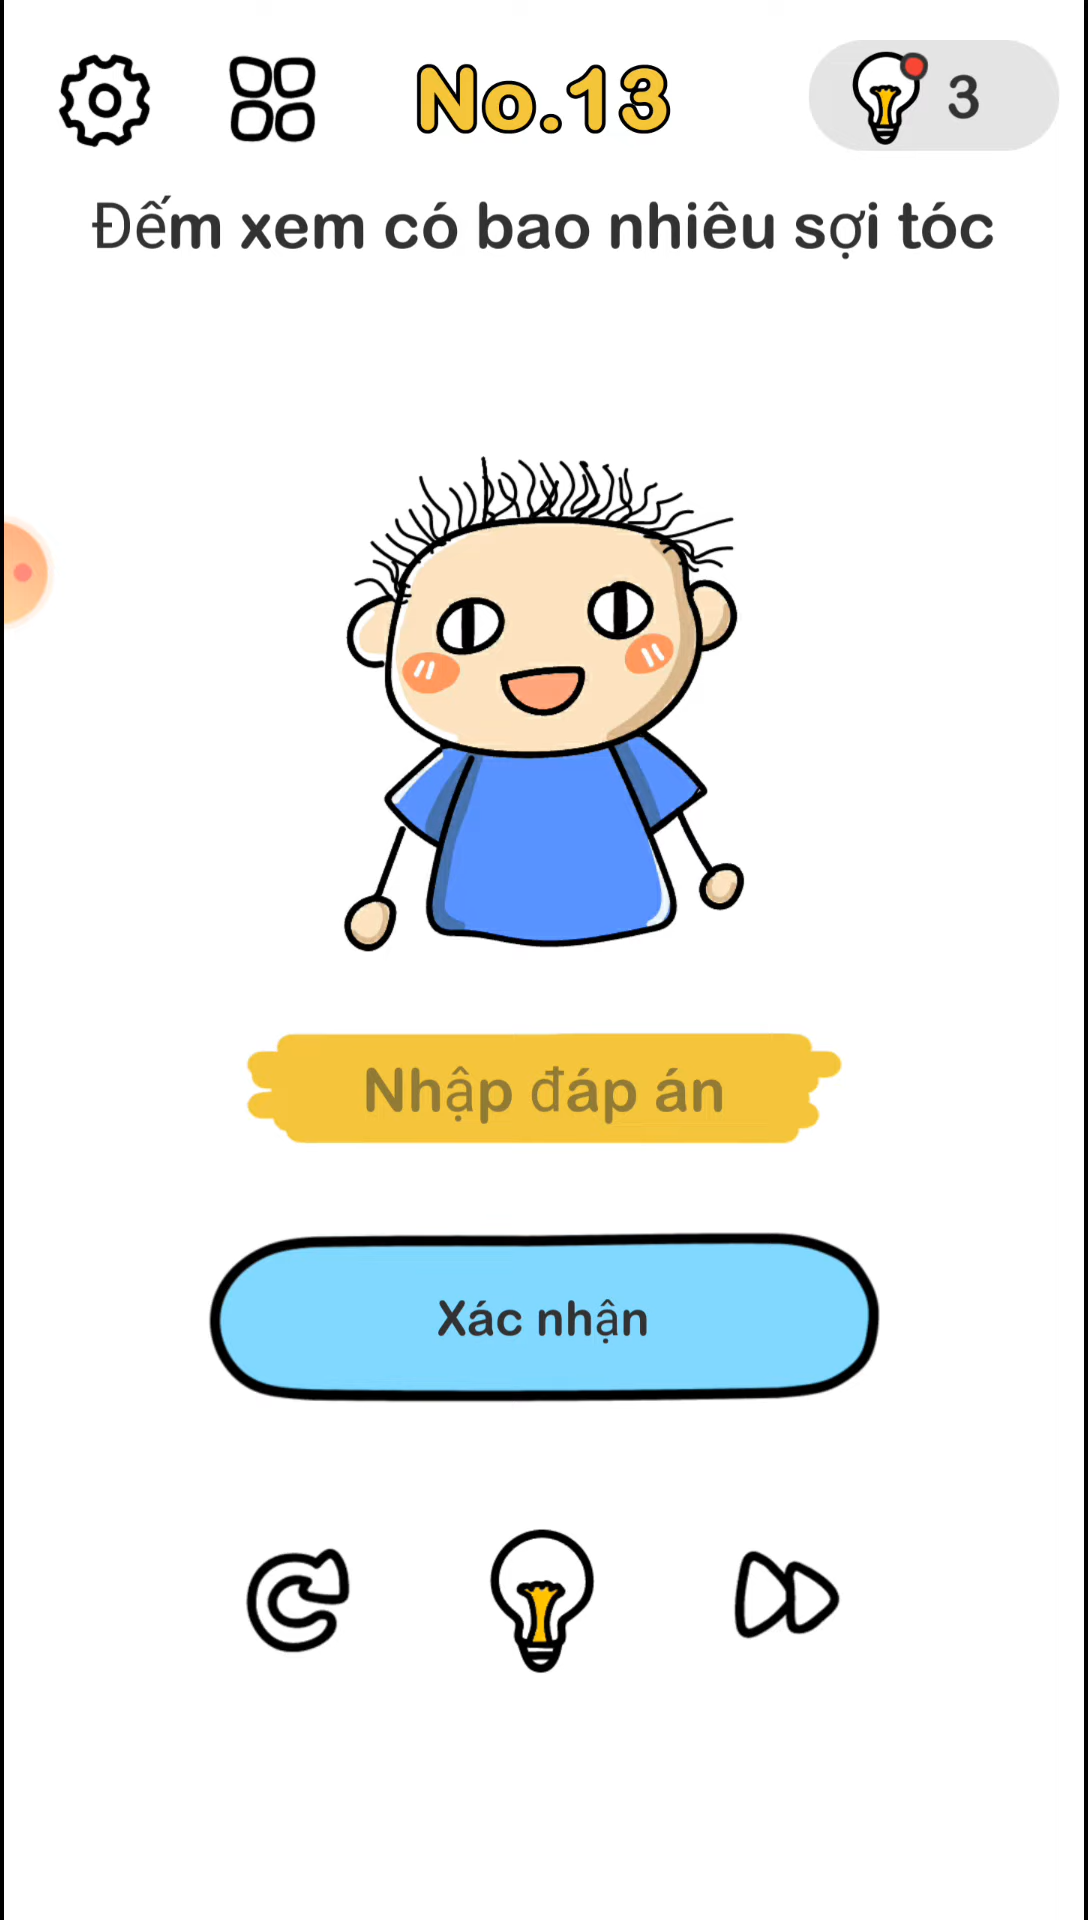 No.13
3
Đếm xem có bao nhiêu sợi tóc
Nhập đáp án
Xác nhận